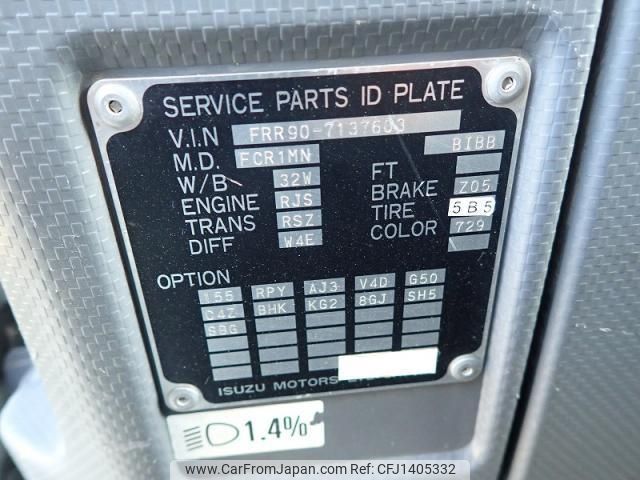 SERVICE PARTS ID PLATE
V.I.N FRR90-7137603 BIBB
M.D. FCR1MN FT
W/B 32W BRAKE Z05
ENGINE RJS TIRE 5B5
TRANS RSZ COLOR 729
DIFF W4E
OPTION
155 RPY AJ3 V4D G50
C4Z BHK KG2 8GJ SH5
SBG
ISUZU MOTORS
1.4%
www.CarFromJapan.com - CFJ1405332